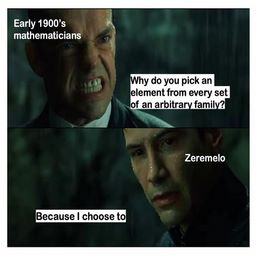 Early 1900's
mathematicians
Why do you pick an
element from every set
of an arbitrary family?
Zeremelo
Because I choose to